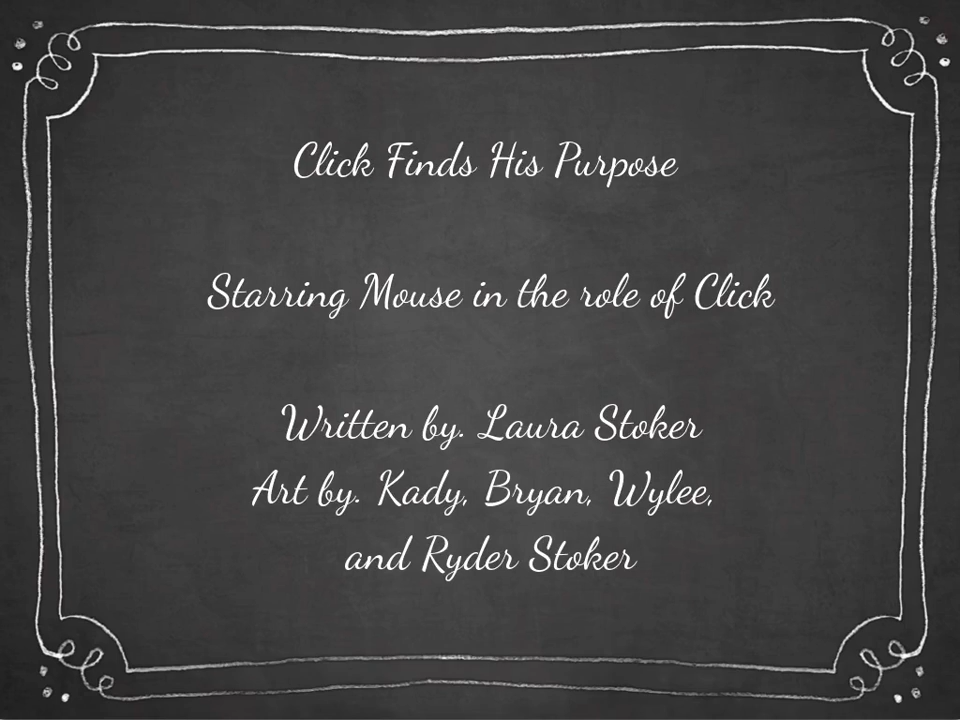 Click Finds His Purpose
Starring Mouse in the role of Click
Written by. Laura Stoker
Art by. Kady, Bryan, Wylee,
and Ryder Stoker